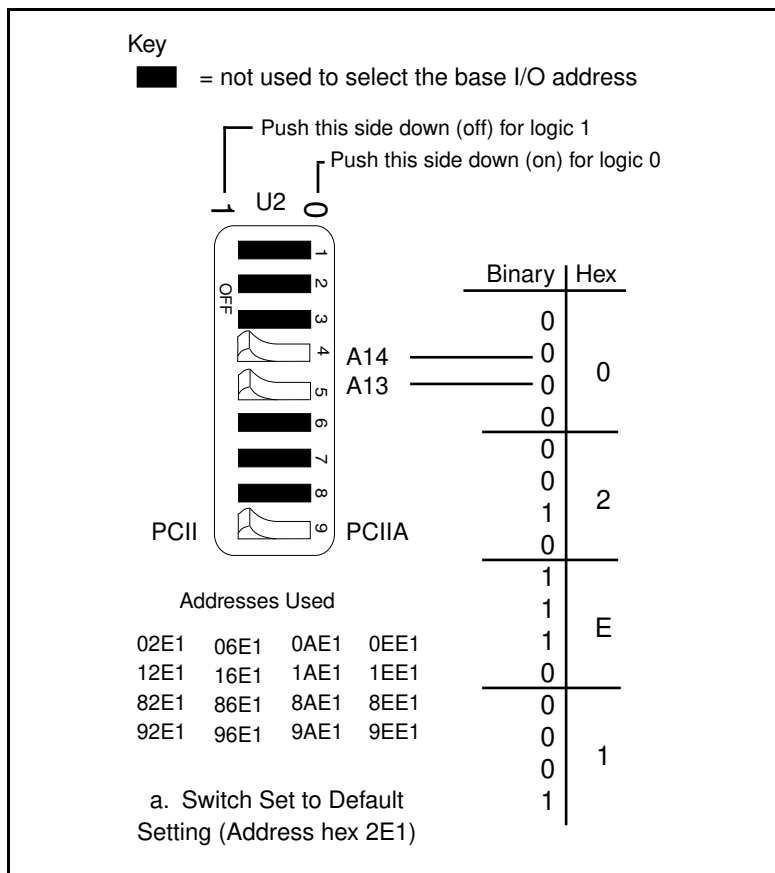 Key
= not used to select the base I/O address
Push this side down (off) for logic 1
Push this side down (on) for logic 0
1 U2 0
OFF
1
2
3
4
5
6
7
8
9
A14
A13
PCII PCIIA
Binary Hex
0
0
0
0
0
0
0
1
0
2
1
1
1
0
E
0
0
0
1
1
Addresses Used
02E1 06E1 0AE1 0EE1
12E1 16E1 1AE1 1EE1
82E1 86E1 8AE1 8EE1
92E1 96E1 9AE1 9EE1
a. Switch Set to Default
Setting (Address hex 2E1)